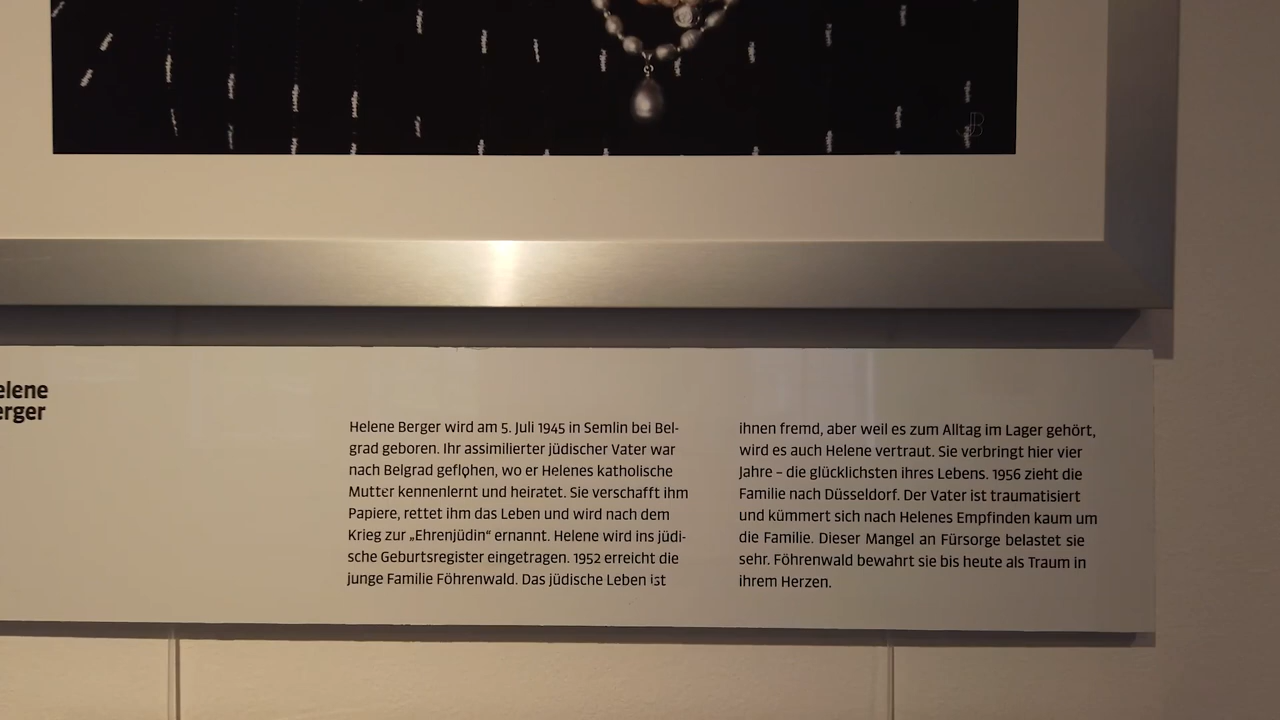 JB
elene
erger
Helene Berger wird am 5. Juli 1945 in Semlin bei Bel-
grad geboren. Ihr assimilierter jüdischer Vater war
nach Belgrad geflohen, wo er Helenes katholische
Mutter kennenlernt und heiratet. Sie verschafft ihm
Papiere, rettet ihm das Leben und wird nach dem
Krieg zur „Ehrenjüdin“ ernannt. Helene wird ins jüdi-
sche Geburtsregister eingetragen. 1952 erreicht die
junge Familie Föhrenwald. Das jüdische Leben ist
ihnen fremd, aber weil es zum Alltag im Lager gehört,
wird es auch Helene vertraut. Sie verbringt hier vier
Jahre – die glücklichsten ihres Lebens. 1956 zieht die
Familie nach Düsseldorf. Der Vater ist traumatisiert
und kümmert sich nach Helenes Empfinden kaum um
die Familie. Dieser Mangel an Fürsorge belastet sie
sehr. Föhrenwald bewahrt sie bis heute als Traum in
ihrem Herzen.